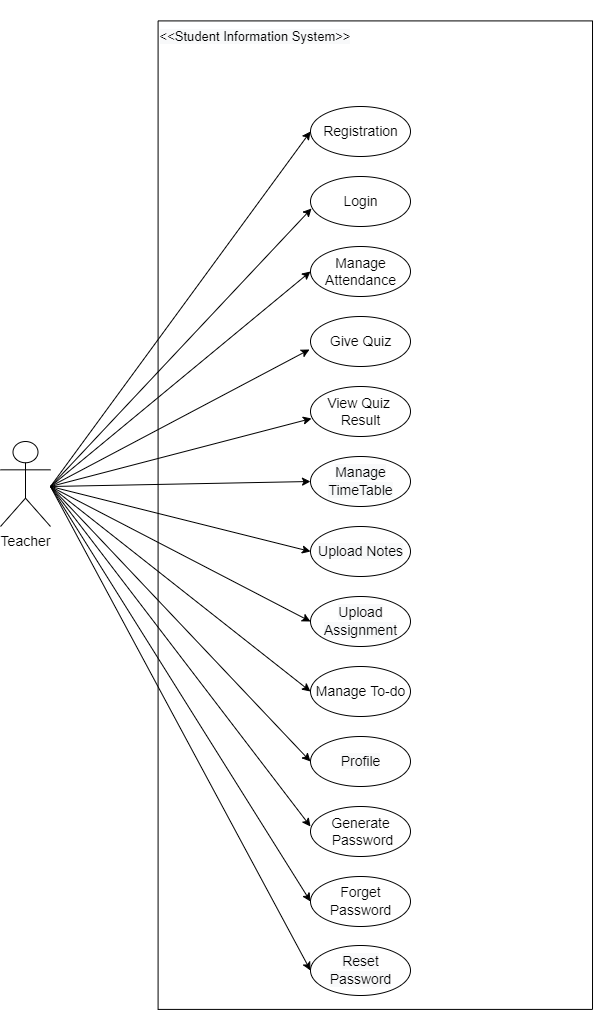 <<Student Information System>>
Registration
Login
Manage
Attendance
Give Quiz
View Quiz
Result
Manage
TimeTable
Teacher
Upload Notes
Upload
Assignment
Manage To-do
Profile
Generate
Password
Forget
Password
Reset
Password